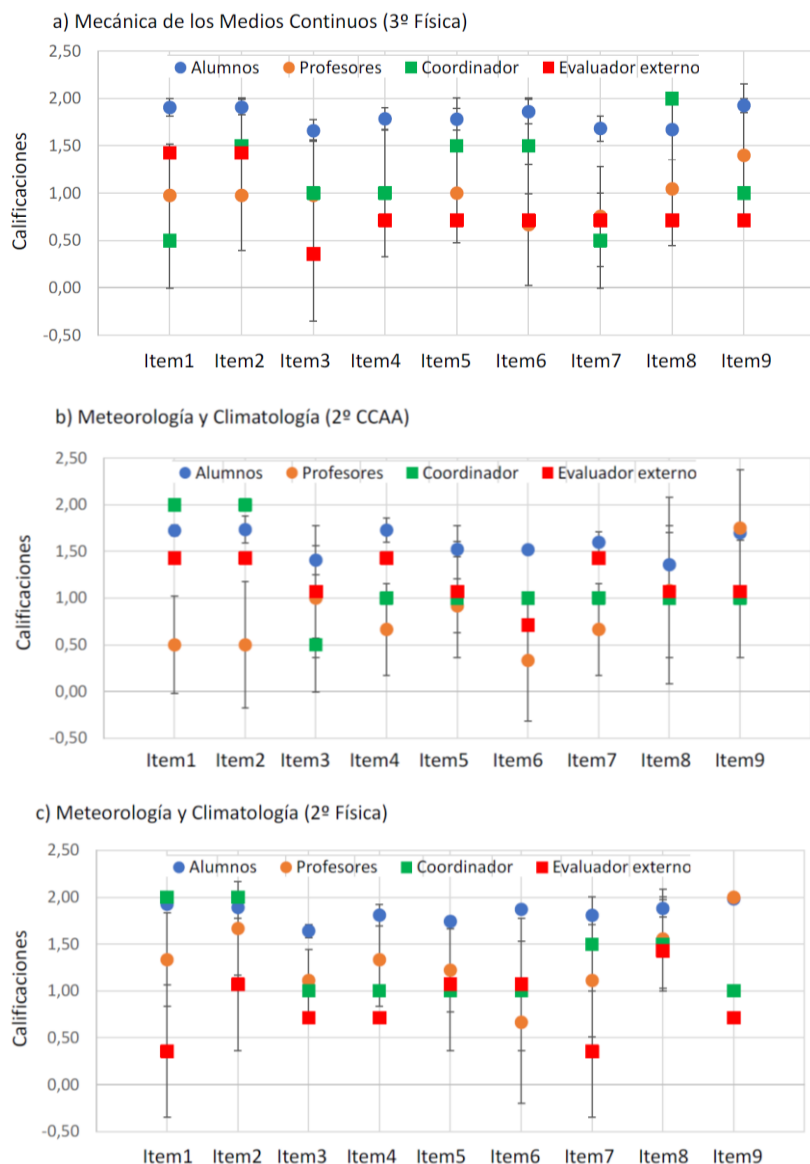 a) Mecánica de los Medios Continuos (3º Física)
2,50
Alumnos Profesores Coordinador Evaluador externo
2,00
1,50
1,00
0,50
0,00
-0,50
Calificaciones
Item1 Item2 Item3 Item4 Item5 Item6 Item7 Item8 Item9
b) Meteorología y Climatología (2º CCAA)
2,50
Alumnos Profesores Coordinador Evaluador externo
2,00
1,50
1,00
0,50
0,00
-0,50
Calificaciones
Item1 Item2 Item3 Item4 Item5 Item6 Item7 Item8 Item9
c) Meteorología y Climatología (2º Física)
2,50
Alumnos Profesores Coordinador Evaluador externo
2,00
1,50
1,00
0,50
0,00
-0,50
Calificaciones
Item1 Item2 Item3 Item4 Item5 Item6 Item7 Item8 Item9